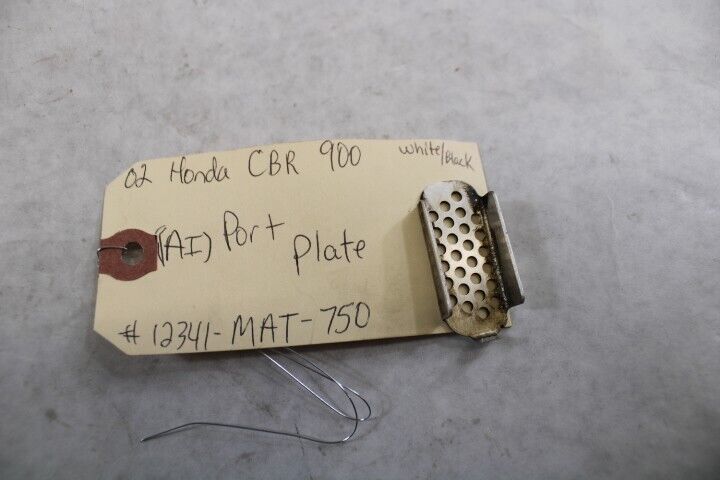 02 Honda CBR 900 White/Black
(AI) Port Plate
# 12341-MAT-750